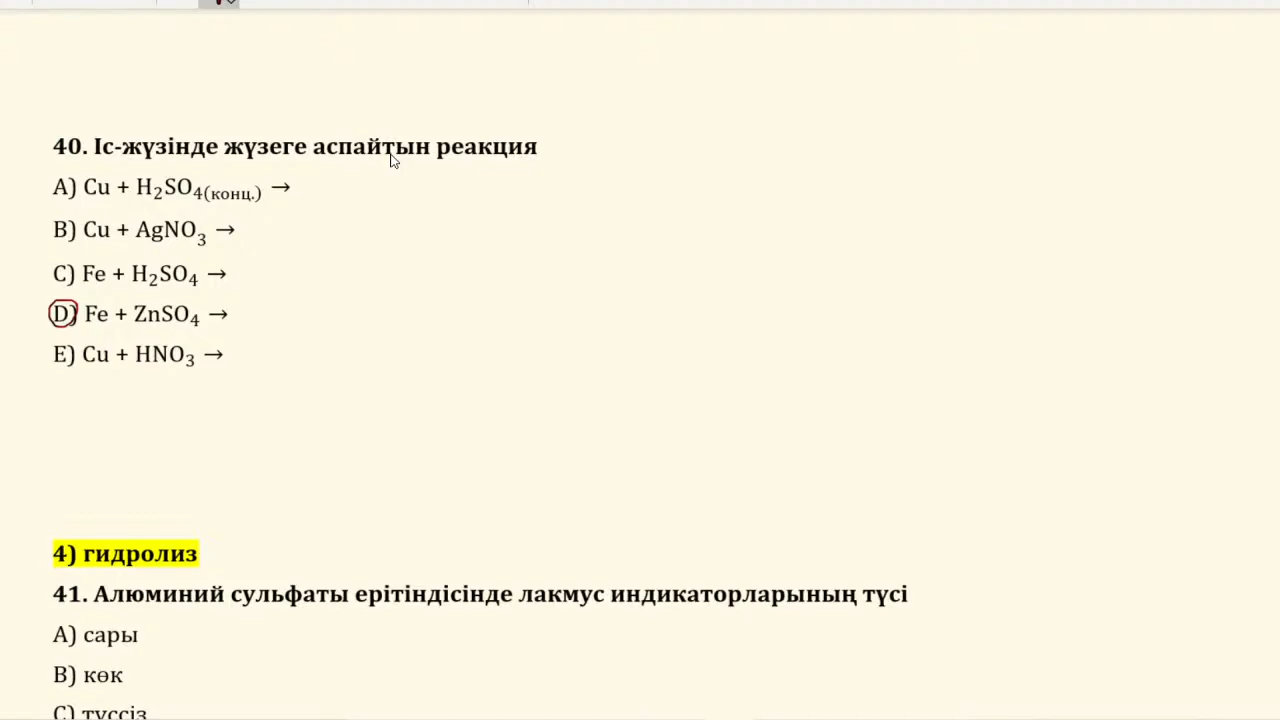 40. Іс-жүзінде жүзеге аспайтын реакция
A) Cu + H₂SO₄(конц.) →
B) Cu + AgNO₃ →
C) Fe + H₂SO₄ →
D) Fe + ZnSO₄ →
E) Cu + HNO₃ →
4) гидролиз
41. Алюминий сульфаты ерітіндісінде лакмус индикаторларының түсі
A) сары
B) көк
C) түссіз